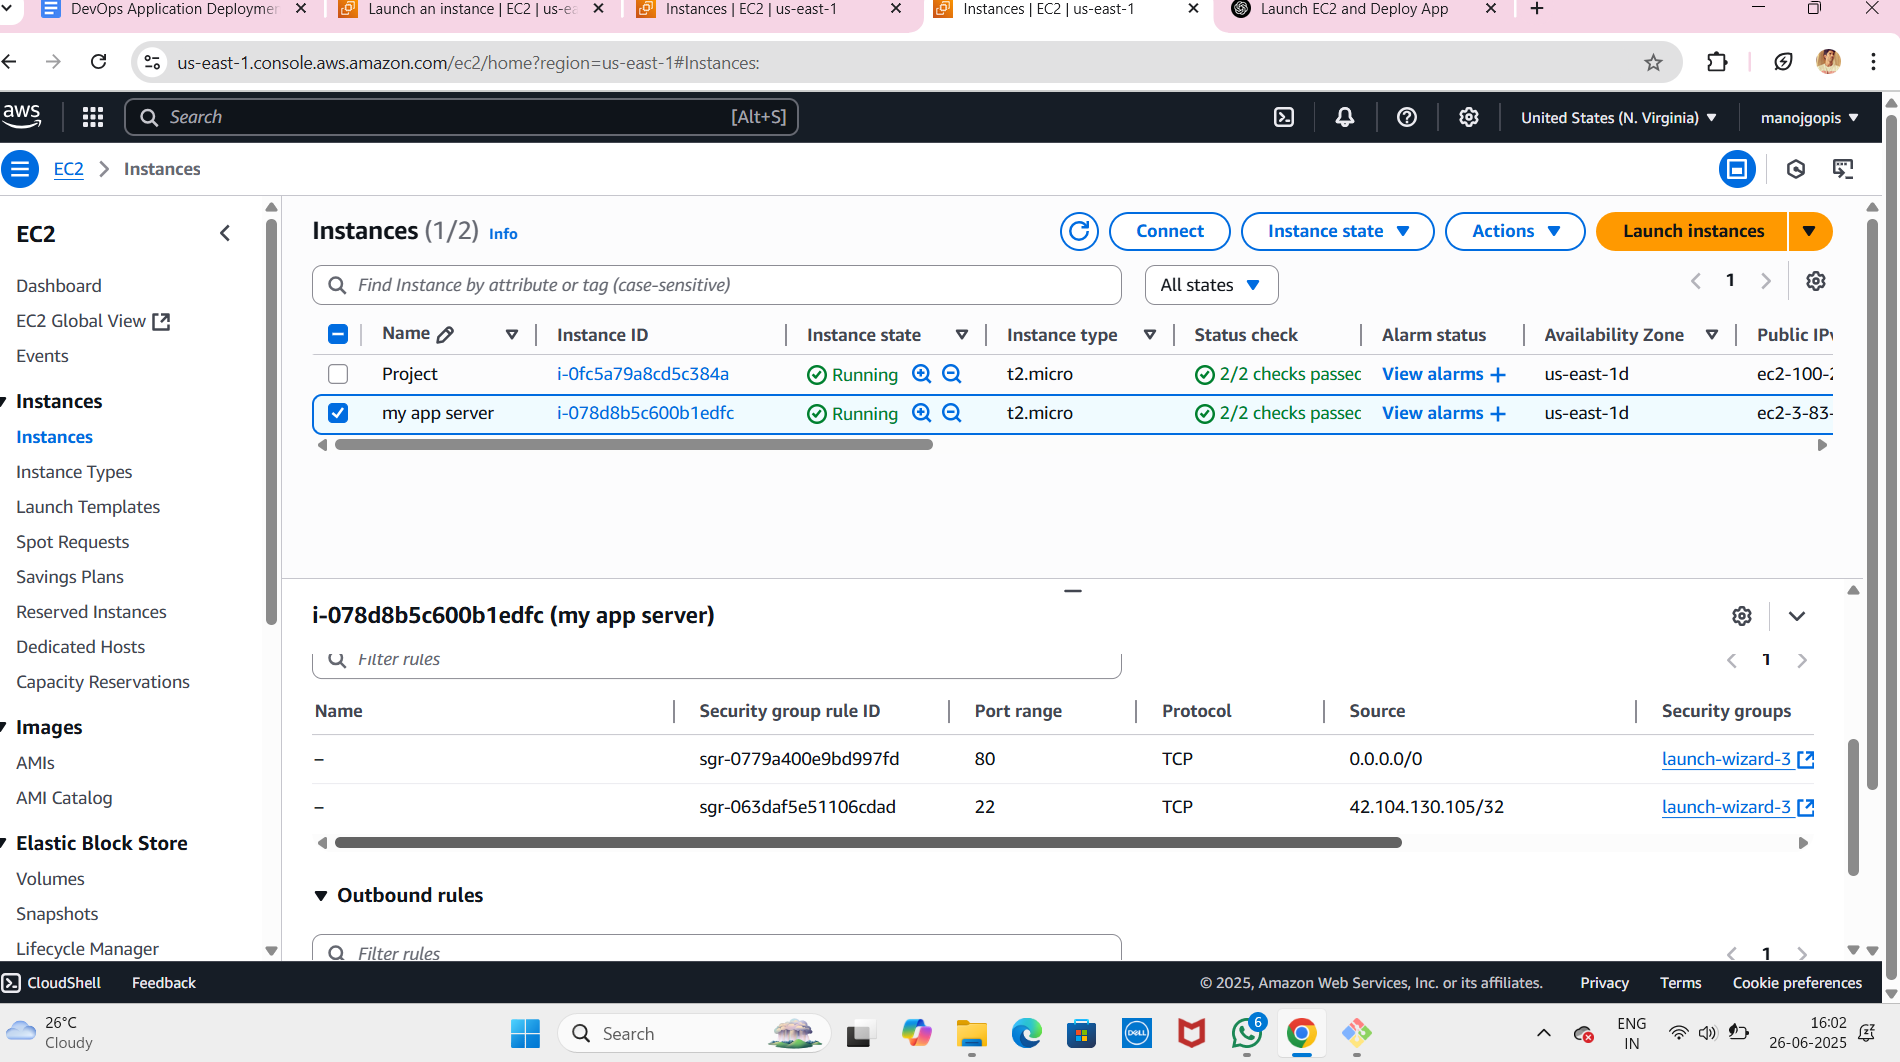 DevOps Application Deploymen
Launch an instance | EC2 | us-ea
Instances | EC2 | us-east-1
Instances | EC2 | us-east-1
Launch EC2 and Deploy App
us-east-1.console.aws.amazon.com/ec2/home?region=us-east-1#Instances:
aws
Search
[Alt+S]
United States (N. Virginia)
manojgopis
EC2
Instances
EC2
Dashboard
EC2 Global View
Events
Instances
Instances
Instance Types
Launch Templates
Spot Requests
Savings Plans
Reserved Instances
Dedicated Hosts
Capacity Reservations
Images
AMIs
AMI Catalog
Elastic Block Store
Volumes
Snapshots
Lifecycle Manager
Instances (1/2) Info
Connect
Instance state
Actions
Launch instances
Find Instance by attribute or tag (case-sensitive)
All states
1
Name Instance ID Instance state Instance type Status check Alarm status Availability Zone Public IPv
Project i-0fc5a79a8cd5c384a Running t2.micro 2/2 checks passec View alarms + us-east-1d ec2-100-2
my app server i-078d8b5c600b1edfc Running t2.micro 2/2 checks passec View alarms + us-east-1d ec2-3-83-
i-078d8b5c600b1edfc (my app server)
Filter rules
1
Name Security group rule ID Port range Protocol Source Security groups
– sgr-0779a400e9bd997fd 80 TCP 0.0.0.0/0 launch-wizard-3
– sgr-063daf5e51106cdad 22 TCP 42.104.130.105/32 launch-wizard-3
Outbound rules
Filter rules
1
CloudShell Feedback © 2025, Amazon Web Services, Inc. or its affiliates. Privacy Terms Cookie preferences
26°C
Cloudy
Search
DELL
6
ENG
IN
16:02
26-06-2025